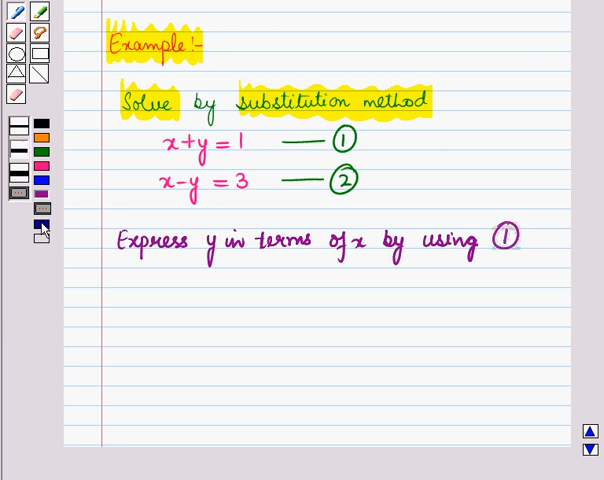 Example:-
Solve by substitution method
x+y = 1 —— ①
x-y = 3 —— ②
Express y in terms of x by using ①